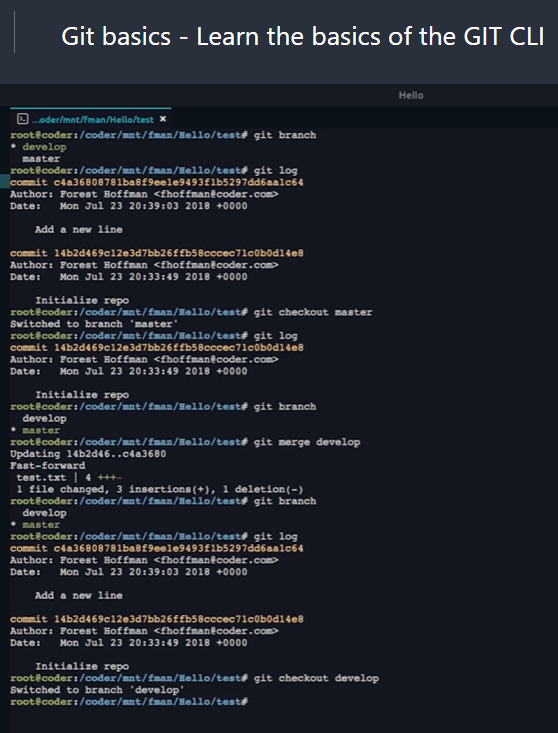 Git basics - Learn the basics of the GIT CLI
Hello
...oder/mnt/fman/Hello/test ×
root@coder:/coder/mnt/fman/Hello/test# git branch
* develop
  master
root@coder:/coder/mnt/fman/Hello/test# git log
commit c4a36808781ba8f9ee1e9493f1b5297dd6aa1c64
Author: Forest Hoffman <fhoffman@coder.com>
Date:   Mon Jul 23 20:39:03 2018 +0000
    Add a new line
commit 14b2d469c12e3d7bb26ffb58cccec71c0b0d14e8
Author: Forest Hoffman <fhoffman@coder.com>
Date:   Mon Jul 23 20:33:49 2018 +0000
    Initialize repo
root@coder:/coder/mnt/fman/Hello/test# git checkout master
Switched to branch 'master'
root@coder:/coder/mnt/fman/Hello/test# git log
commit 14b2d469c12e3d7bb26ffb58cccec71c0b0d14e8
Author: Forest Hoffman <fhoffman@coder.com>
Date:   Mon Jul 23 20:33:49 2018 +0000
    Initialize repo
root@coder:/coder/mnt/fman/Hello/test# git branch
  develop
* master
root@coder:/coder/mnt/fman/Hello/test# git merge develop
Updating 14b2d46..c4a3680
Fast-forward
 test.txt | 4 +++-
 1 file changed, 3 insertions(+), 1 deletion(-)
root@coder:/coder/mnt/fman/Hello/test# git branch
  develop
* master
root@coder:/coder/mnt/fman/Hello/test# git log
commit c4a36808781ba8f9ee1e9493f1b5297dd6aa1c64
Author: Forest Hoffman <fhoffman@coder.com>
Date:   Mon Jul 23 20:39:03 2018 +0000
    Add a new line
commit 14b2d469c12e3d7bb26ffb58cccec71c0b0d14e8
Author: Forest Hoffman <fhoffman@coder.com>
Date:   Mon Jul 23 20:33:49 2018 +0000
    Initialize repo
root@coder:/coder/mnt/fman/Hello/test# git checkout develop
Switched to branch 'develop'
root@coder:/coder/mnt/fman/Hello/test#